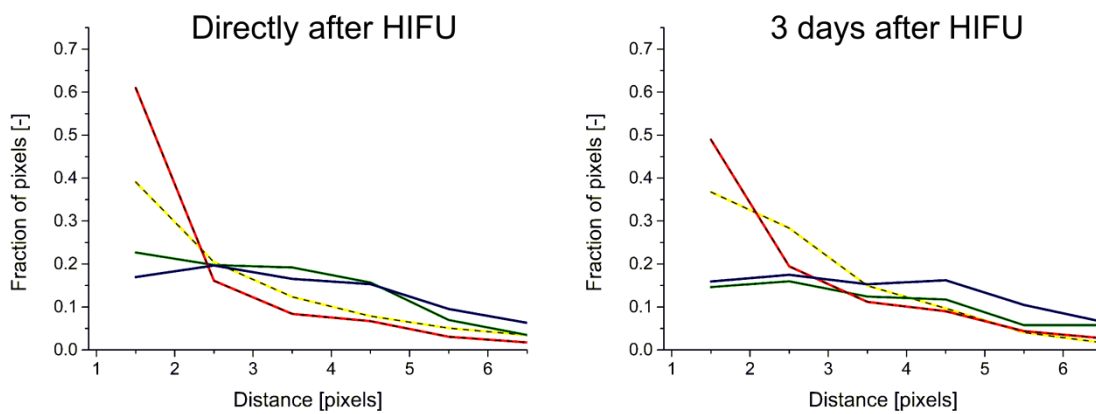 Directly after HIFU
0.7
0.6
0.5
0.4
0.3
0.2
0.1
0.0
Fraction of pixels [-]
1 2 3 4 5 6
Distance [pixels]
3 days after HIFU
0.7
0.6
0.5
0.4
0.3
0.2
0.1
0.0
Fraction of pixels [-]
1 2 3 4 5 6
Distance [pixels]